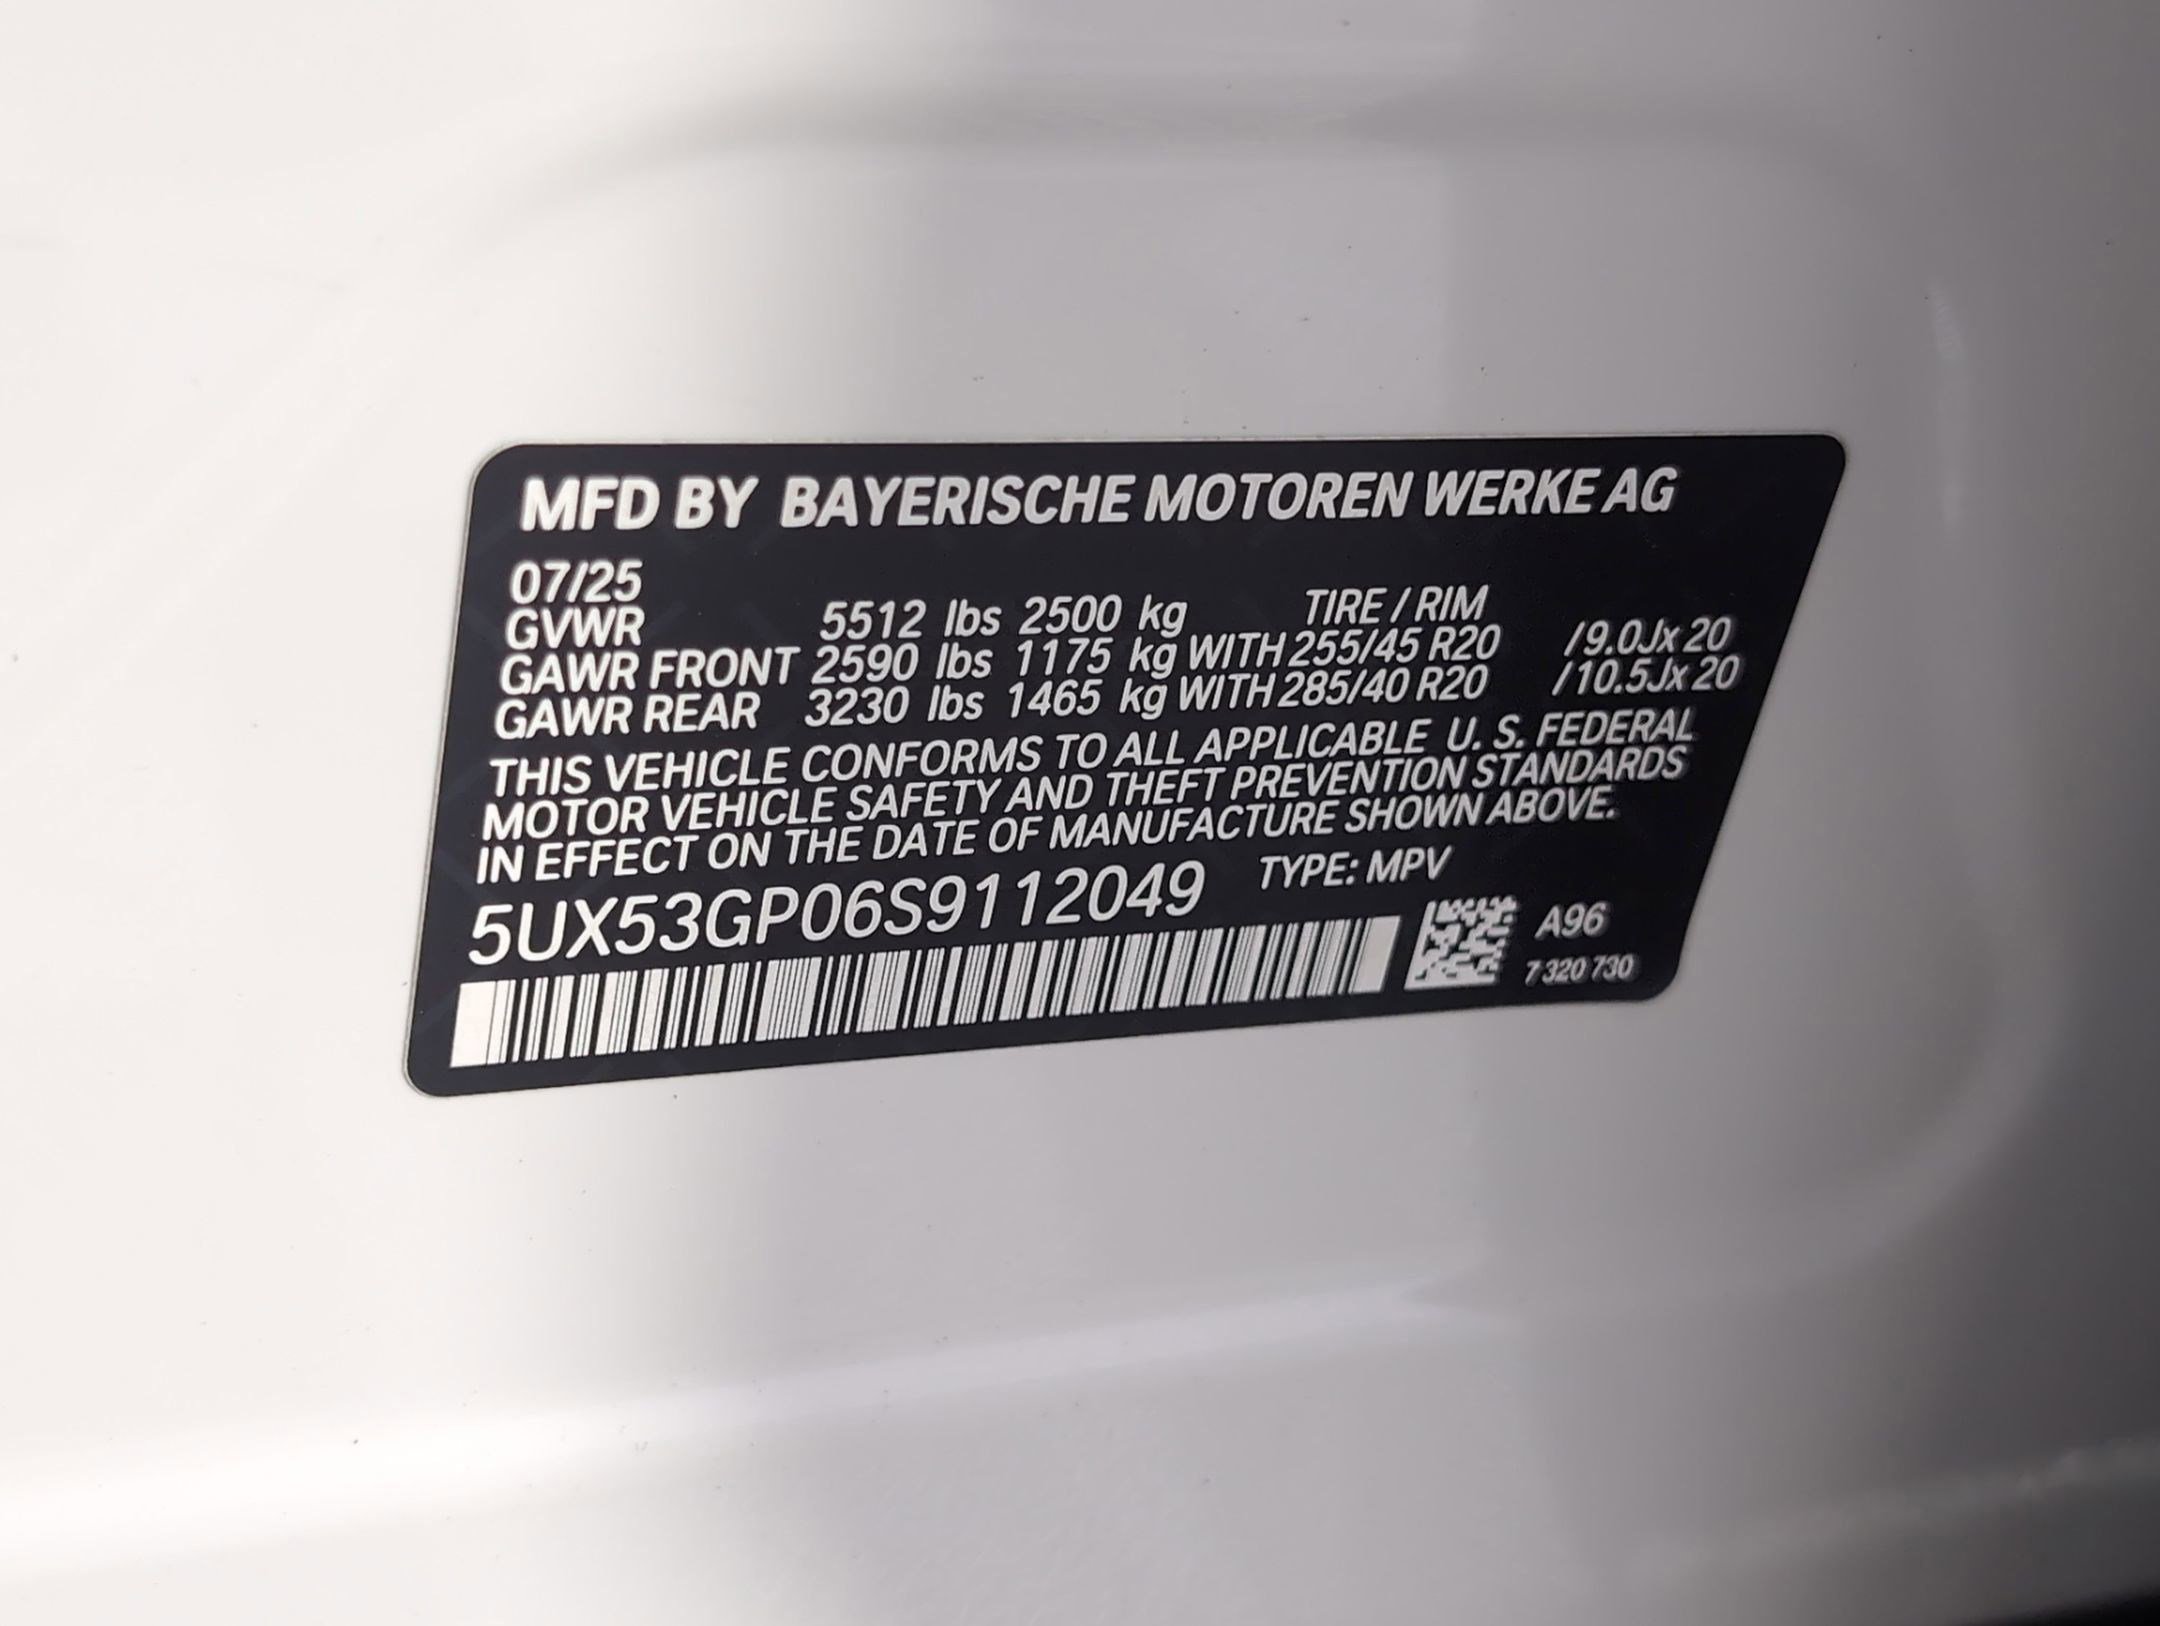 MFD BY BAYERISCHE MOTOREN WERKE AG
07/25
GVWR 5512 lbs 2500 kg TIRE / RIM
GAWR FRONT 2590 lbs 1175 kg WITH 255/45 R20 /9.0Jx20
GAWR REAR 3230 lbs 1465 kg WITH 285/40 R20 /10.5Jx20
THIS VEHICLE CONFORMS TO ALL APPLICABLE U. S. FEDERAL
MOTOR VEHICLE SAFETY AND THEFT PREVENTION STANDARDS
IN EFFECT ON THE DATE OF MANUFACTURE SHOWN ABOVE.
5UX53GP06S9112049 TYPE: MPV
A96
7 320 730